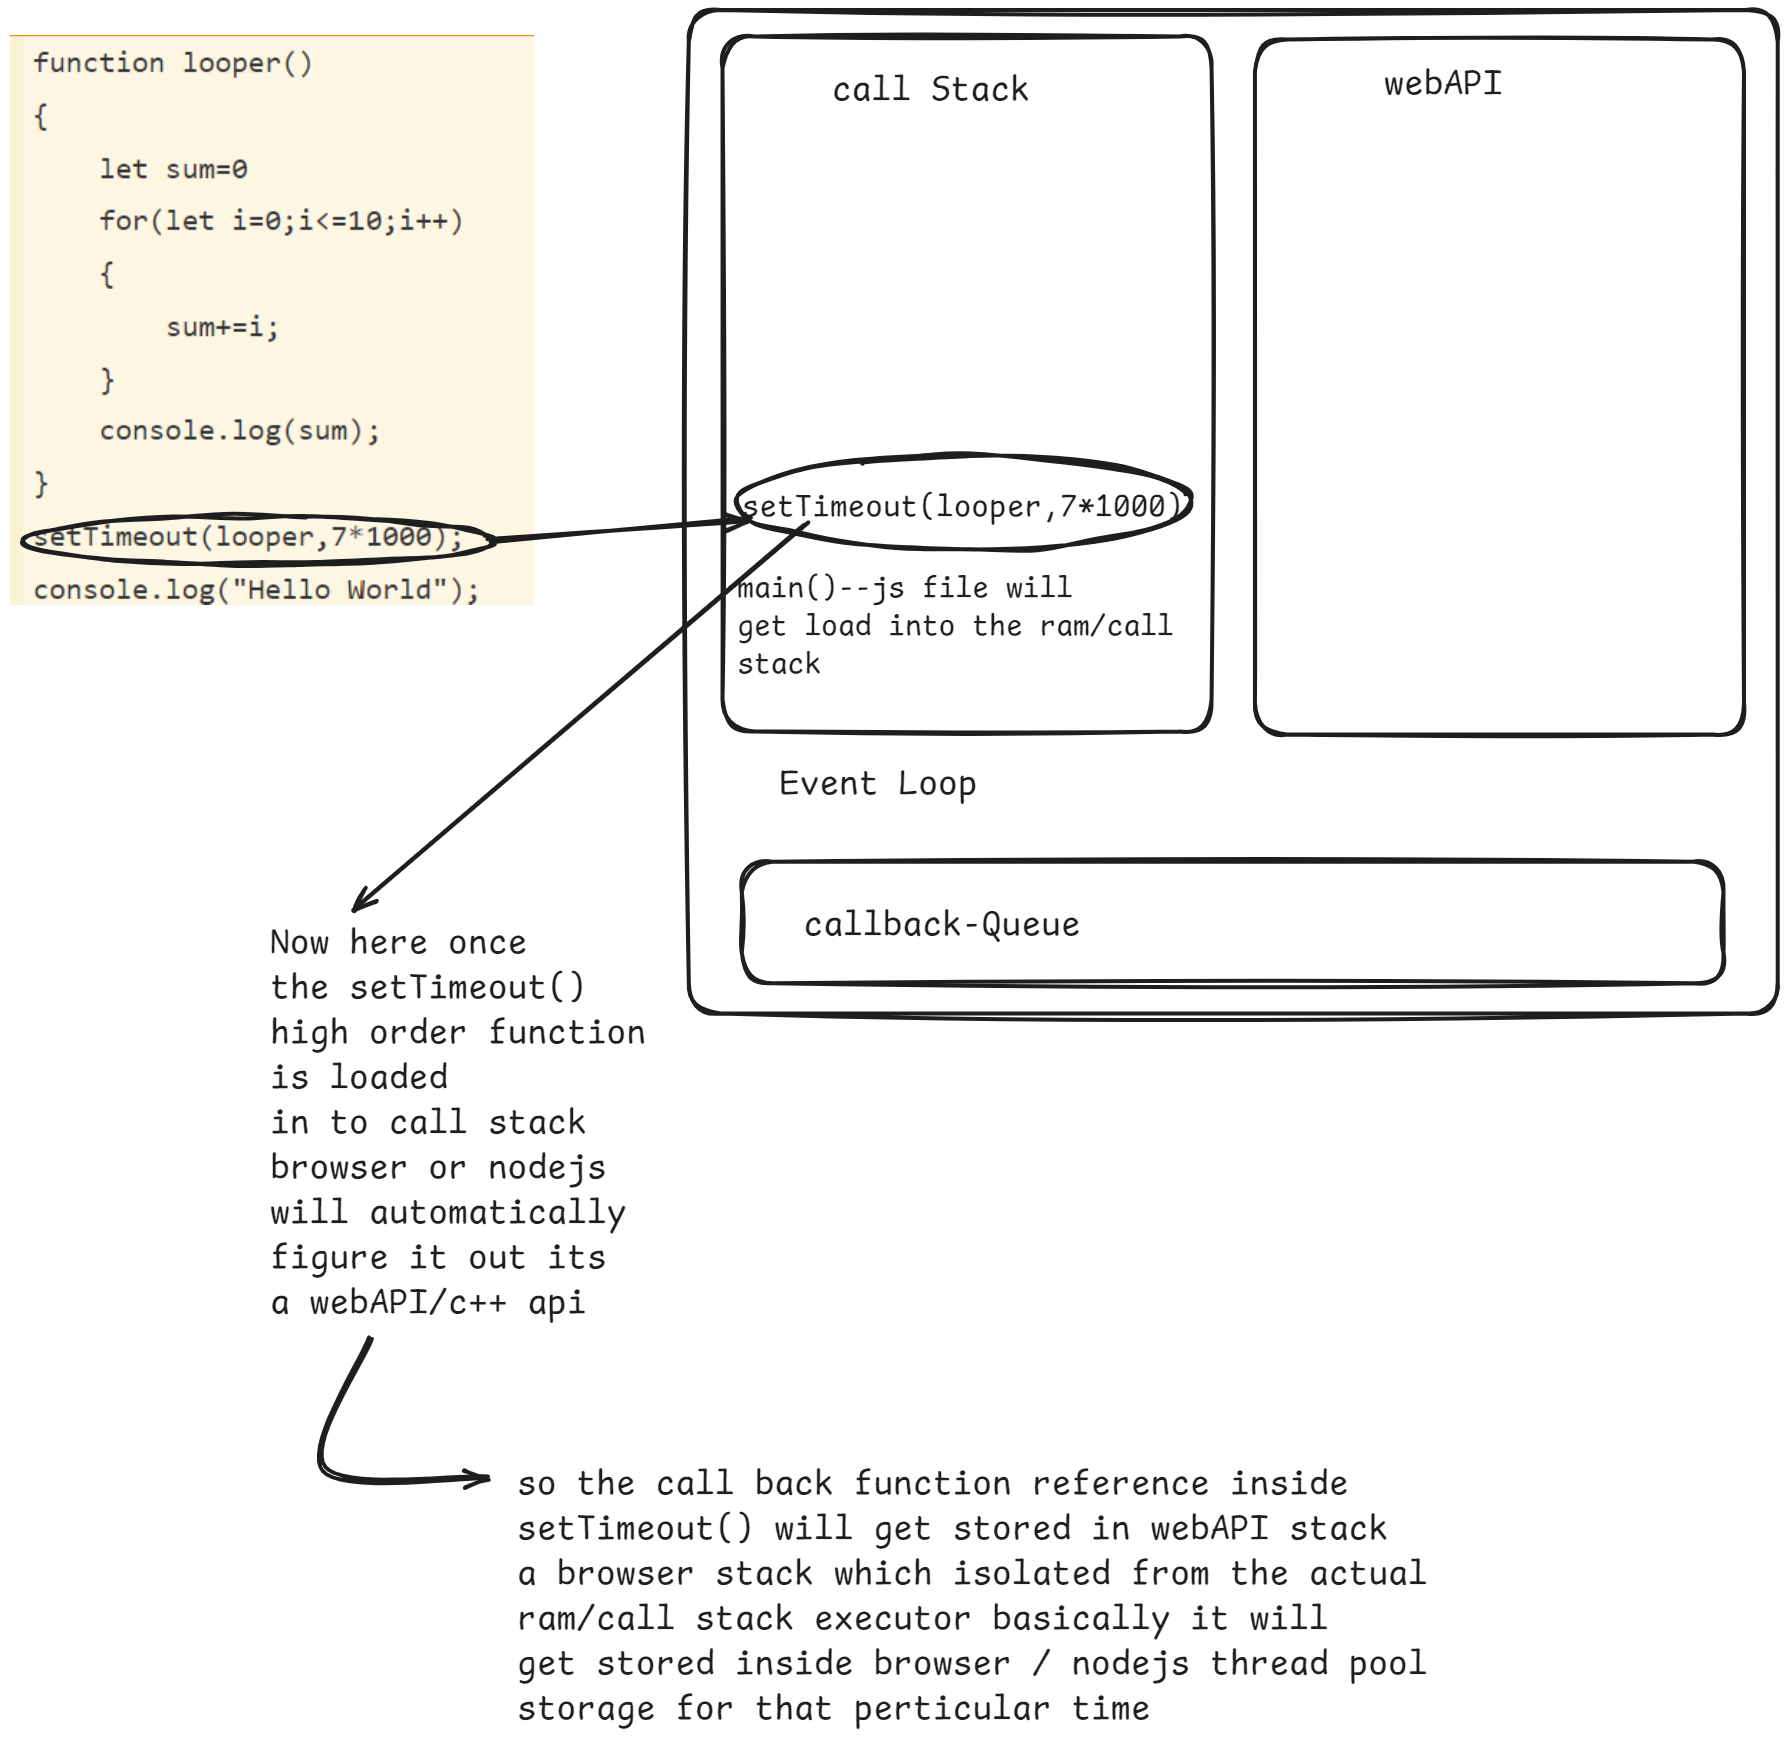 function looper()
{
let sum=0
for(let i=0;i<=10;i++)
{
sum+=i;
}
console.log(sum);
}
setTimeout(looper,7*1000);
console.log("Hello World");
call Stack
setTimeout(looper,7*1000)
main()--js file will
get load into the ram/call
stack
webAPI
Event Loop
callback-Queue
Now here once
the setTimeout()
high order function
is loaded
in to call stack
browser or nodejs
will automatically
figure it out its
a webAPI/c++ api
so the call back function reference inside
setTimeout() will get stored in webAPI stack
a browser stack which isolated from the actual
ram/call stack executor basically it will
get stored inside browser / nodejs thread pool
storage for that perticular time